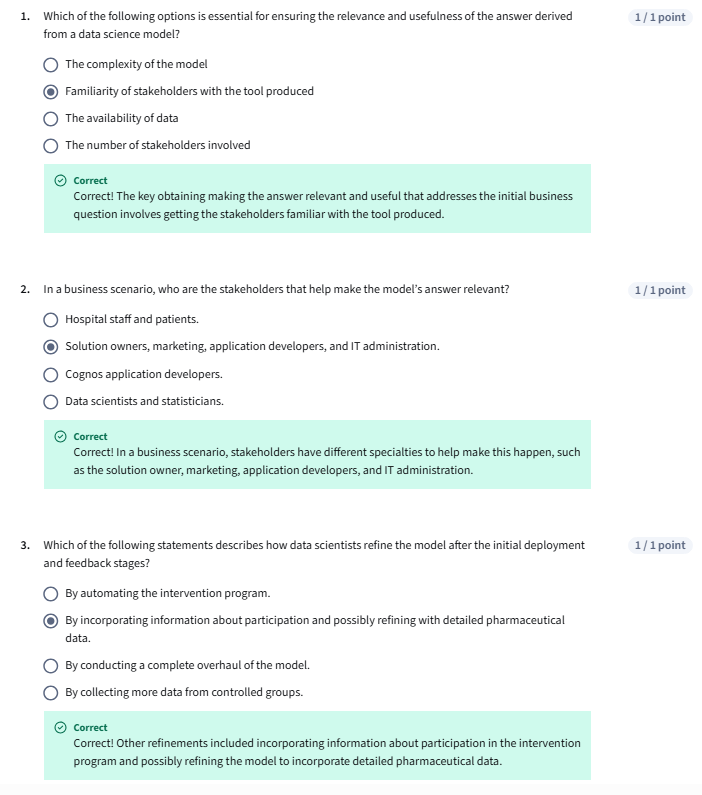 1. Which of the following options is essential for ensuring the relevance and usefulness of the answer derived
from a data science model?
1 / 1 point
The complexity of the model
Familiarity of stakeholders with the tool produced
The availability of data
The number of stakeholders involved
Correct
Correct! The key obtaining making the answer relevant and useful that addresses the initial business
question involves getting the stakeholders familiar with the tool produced.
2. In a business scenario, who are the stakeholders that help make the model's answer relevant?
1 / 1 point
Hospital staff and patients.
Solution owners, marketing, application developers, and IT administration.
Cognos application developers.
Data scientists and statisticians.
Correct
Correct! In a business scenario, stakeholders have different specialties to help make this happen, such
as the solution owner, marketing, application developers, and IT administration.
3. Which of the following statements describes how data scientists refine the model after the initial deployment
and feedback stages?
1 / 1 point
By automating the intervention program.
By incorporating information about participation and possibly refining with detailed pharmaceutical
data.
By conducting a complete overhaul of the model.
By collecting more data from controlled groups.
Correct
Correct! Other refinements included incorporating information about participation in the intervention
program and possibly refining the model to incorporate detailed pharmaceutical data.